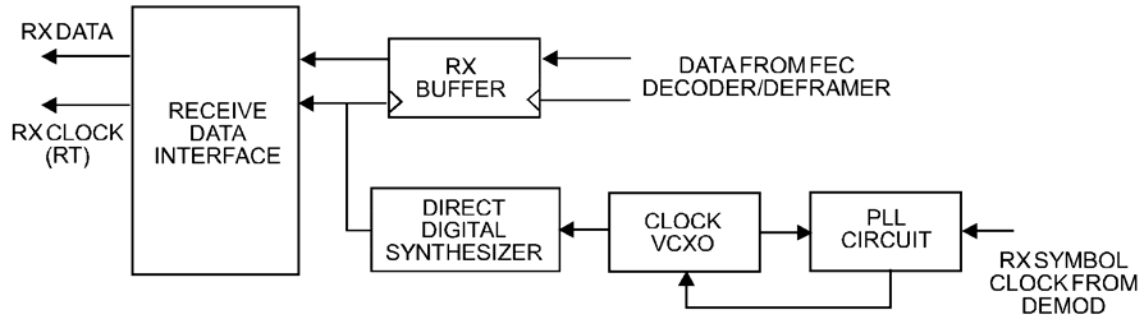 RX DATA
RX CLOCK
(RT)
RECEIVE
DATA
INTERFACE
RX
BUFFER
DATA FROM FEC
DECODER/DEFRAMER
DIRECT
DIGITAL
SYNTHESIZER
CLOCK
VCXO
PLL
CIRCUIT
RX SYMBOL
CLOCK FROM
DEMOD